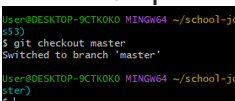 User@DESKTOP-9CTKOKO MINGW64 ~/school-jo
s53)
$ git checkout master
Switched to branch 'master'
User@DESKTOP-9CTKOKO MINGW64 ~/school-jo
ster)
$